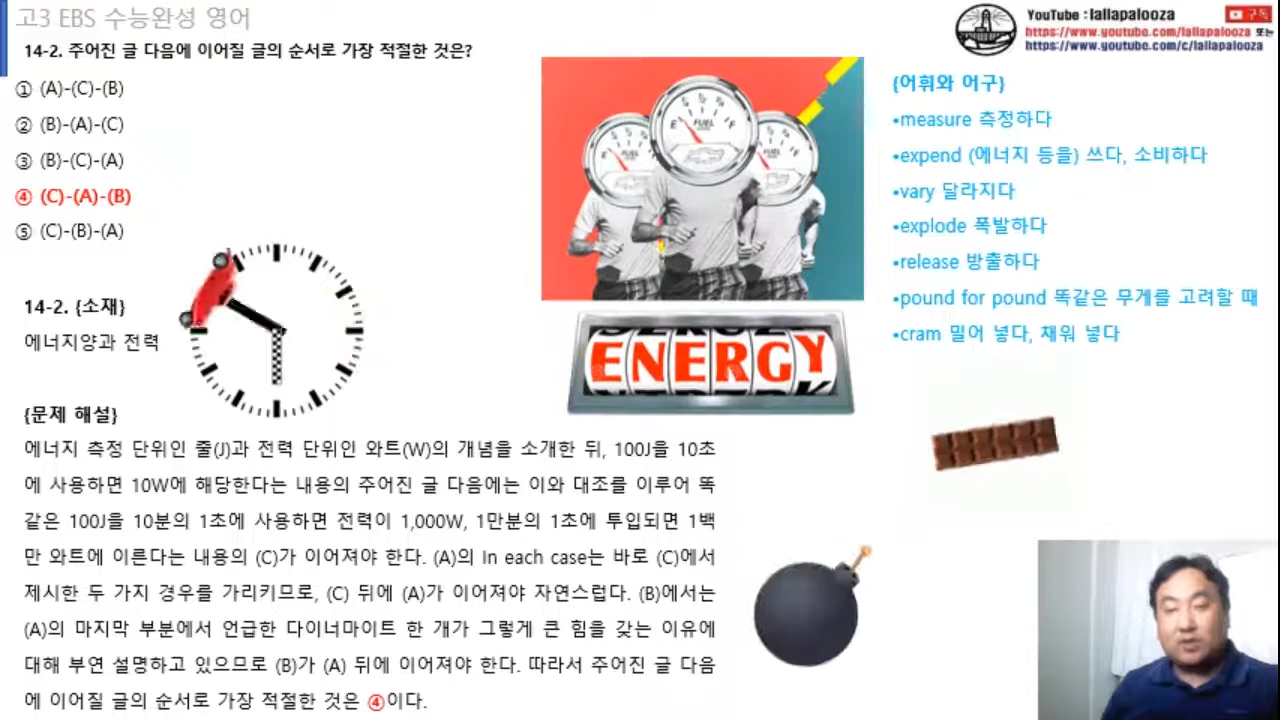 고3 EBS 수능완성 영어
YouTube : lallapalooza
구독
https://www.youtube.com/lallapalooza 또는
https://www.youtube.com/c/lallapalooza
14-2. 주어진 글 다음에 이어질 글의 순서로 가장 적절한 것은?
① (A)-(C)-(B)
② (B)-(A)-(C)
③ (B)-(C)-(A)
④ (C)-(A)-(B)
⑤ (C)-(B)-(A)
14-2. {소재}
에너지양과 전력
E FUEL F
FUEL
FUEL
ENERGY
{어휘와 어구}
•measure 측정하다
•expend (에너지 등을) 쓰다, 소비하다
•vary 달라지다
•explode 폭발하다
•release 방출하다
•pound for pound 똑같은 무게를 고려할 때
•cram 밀어 넣다, 채워 넣다
{문제 해설}
에너지 측정 단위인 줄(J)과 전력 단위인 와트(W)의 개념을 소개한 뒤, 100J을 10초
에 사용하면 10W에 해당한다는 내용의 주어진 글 다음에는 이와 대조를 이루어 똑
같은 100J을 10분의 1초에 사용하면 전력이 1,000W, 1만분의 1초에 투입되면 1백
만 와트에 이른다는 내용의 (C)가 이어져야 한다. (A)의 In each case는 바로 (C)에서
제시한 두 가지 경우를 가리키므로, (C) 뒤에 (A)가 이어져야 자연스럽다. (B)에서는
(A)의 마지막 부분에서 언급한 다이너마이트 한 개가 그렇게 큰 힘을 갖는 이유에
대해 부연 설명하고 있으므로 (B)가 (A) 뒤에 이어져야 한다. 따라서 주어진 글 다음
에 이어질 글의 순서로 가장 적절한 것은 ④이다.